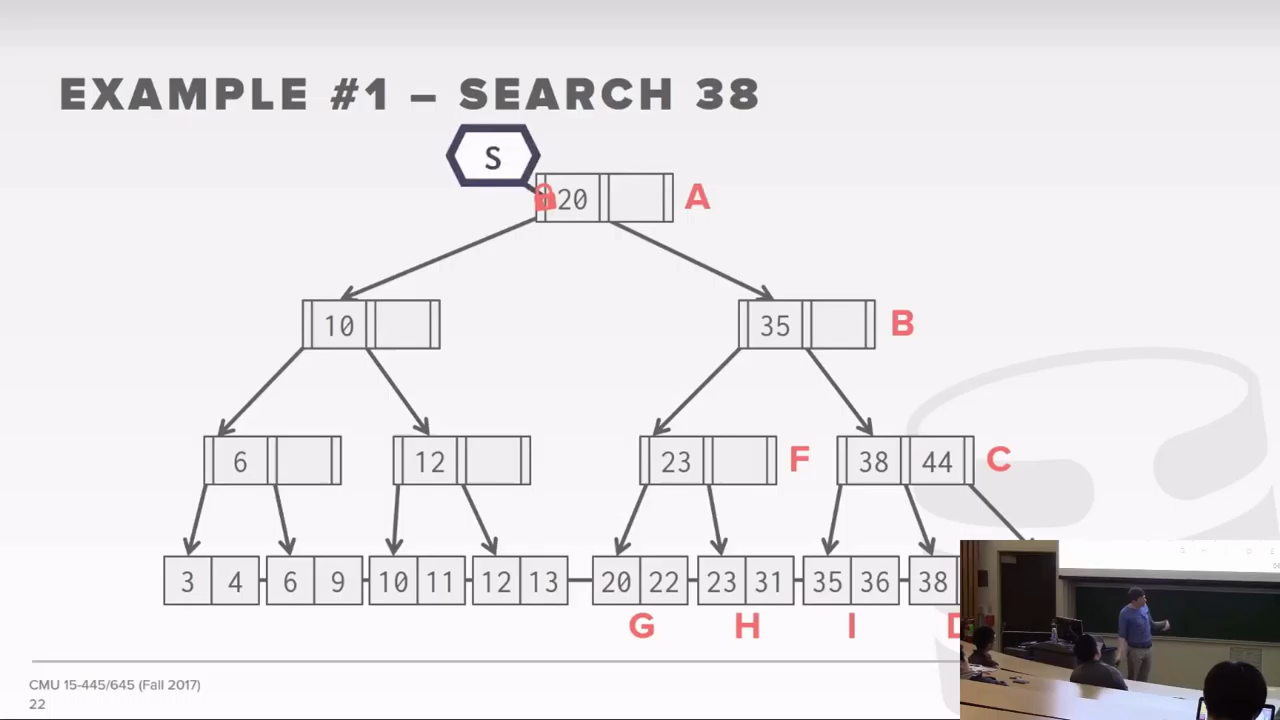 EXAMPLE #1 – SEARCH 38
S
20 A
10 35 B
6 12 23 F 38 44 C
3 4 6 9 10 11 12 13 20 22 23 31 35 36 38
G H I D
CMU 15-445/645 (Fall 2017)
22